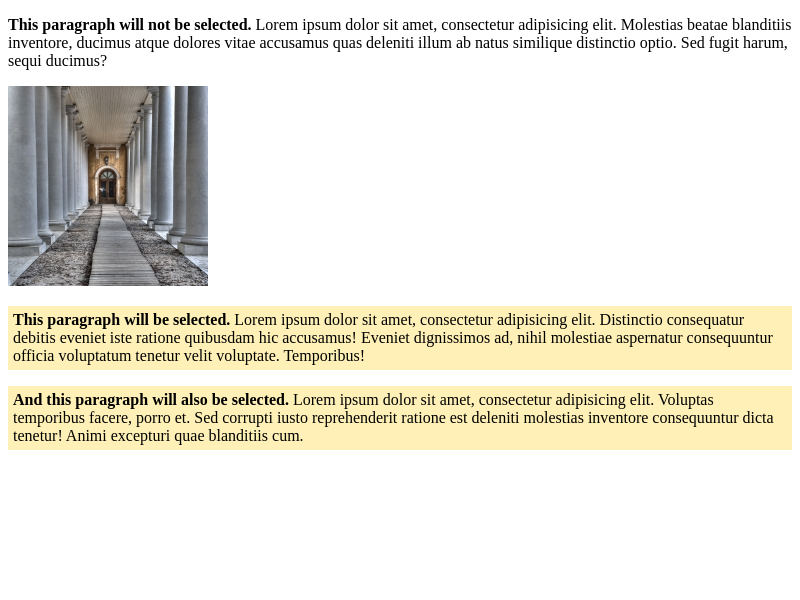 This paragraph will not be selected. Lorem ipsum dolor sit amet, consectetur adipisicing elit. Molestias beatae blanditiis
inventore, ducimus atque dolores vitae accusamus quas deleniti illum ab natus similique distinctio optio. Sed fugit harum,
sequi ducimus?
This paragraph will be selected. Lorem ipsum dolor sit amet, consectetur adipisicing elit. Distinctio consequatur
debitis eveniet iste ratione quibusdam hic accusamus! Eveniet dignissimos ad, nihil molestiae aspernatur consequuntur
officia voluptatum tenetur velit voluptate. Temporibus!
And this paragraph will also be selected. Lorem ipsum dolor sit amet, consectetur adipisicing elit. Voluptas
temporibus facere, porro et. Sed corrupti iusto reprehenderit ratione est deleniti molestias inventore consequuntur dicta
tenetur! Animi excepturi quae blanditiis cum.